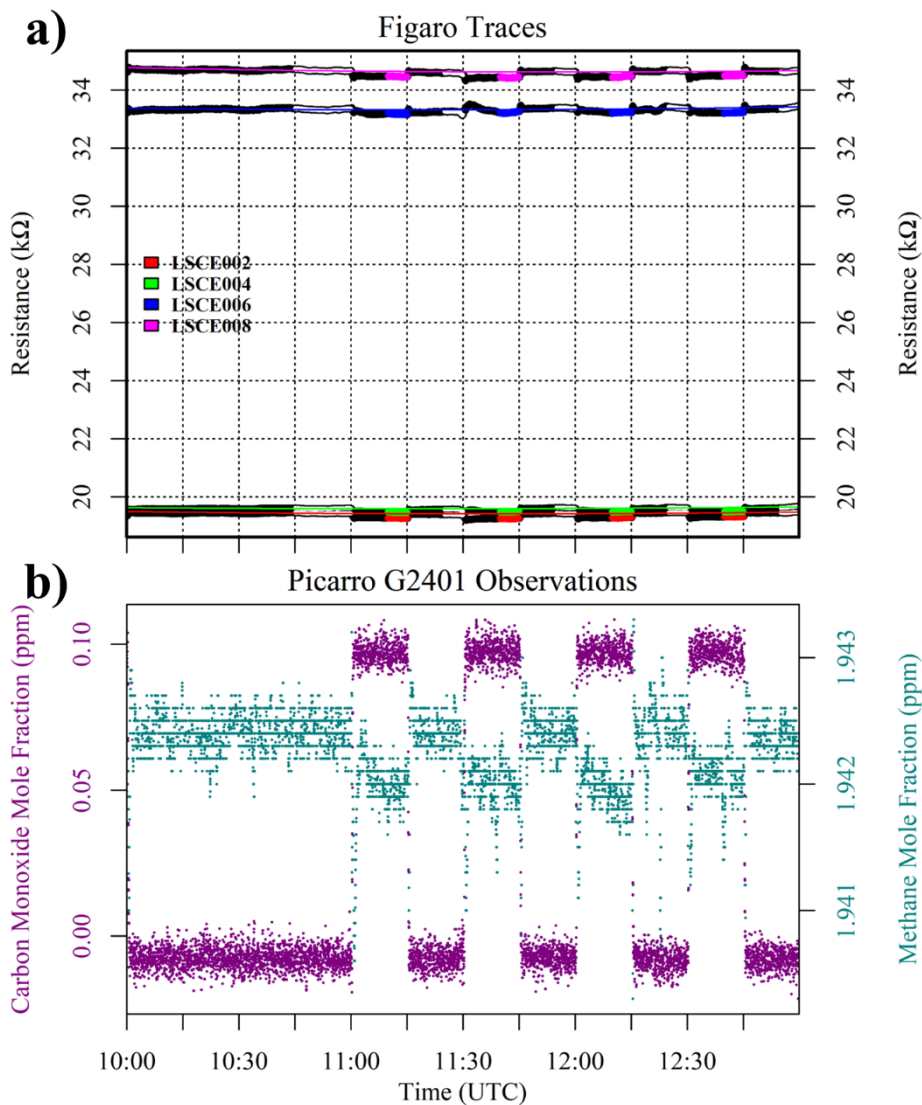 a)
Figaro Traces
Resistance (kΩ)
34
32
30
28
26
24
22
20
LSCE002
LSCE004
LSCE006
LSCE008
34
32
30
28
26
24
22
20
Resistance (kΩ)
b)
Picarro G2401 Observations
Carbon Monoxide Mole Fraction (ppm)
0.10
0.05
0.00
1.943
1.942
1.941
Methane Mole Fraction (ppm)
10:00 10:30 11:00 11:30 12:00 12:30
Time (UTC)